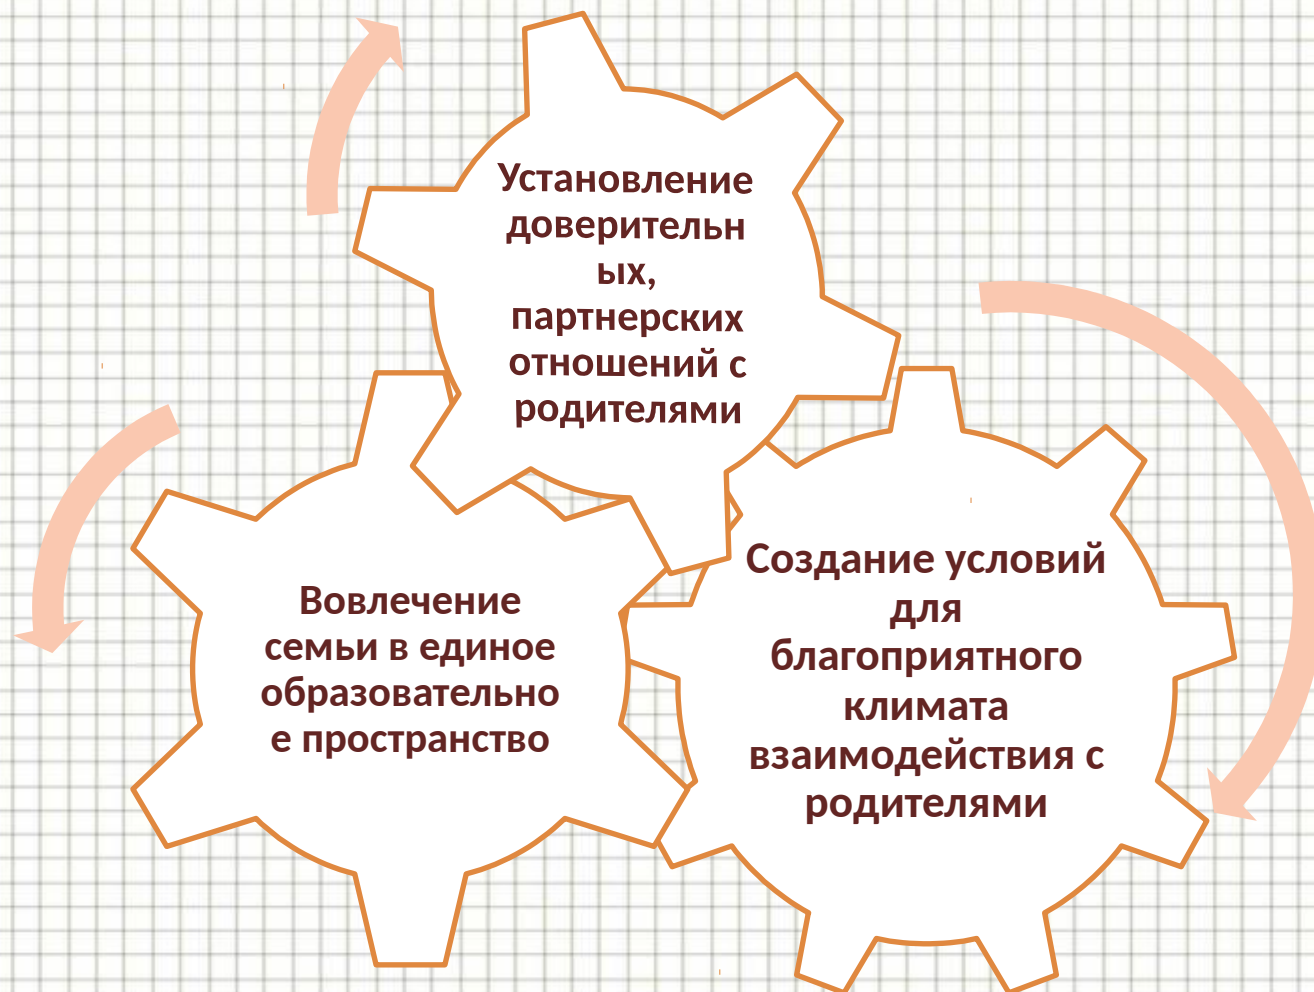 Установление
доверительн
ых,
партнерских
отношений с
родителями
Вовлечение
семьи в единое
образовательно
е пространство
Создание условий
для
благоприятного
климата
взаимодействия с
родителями